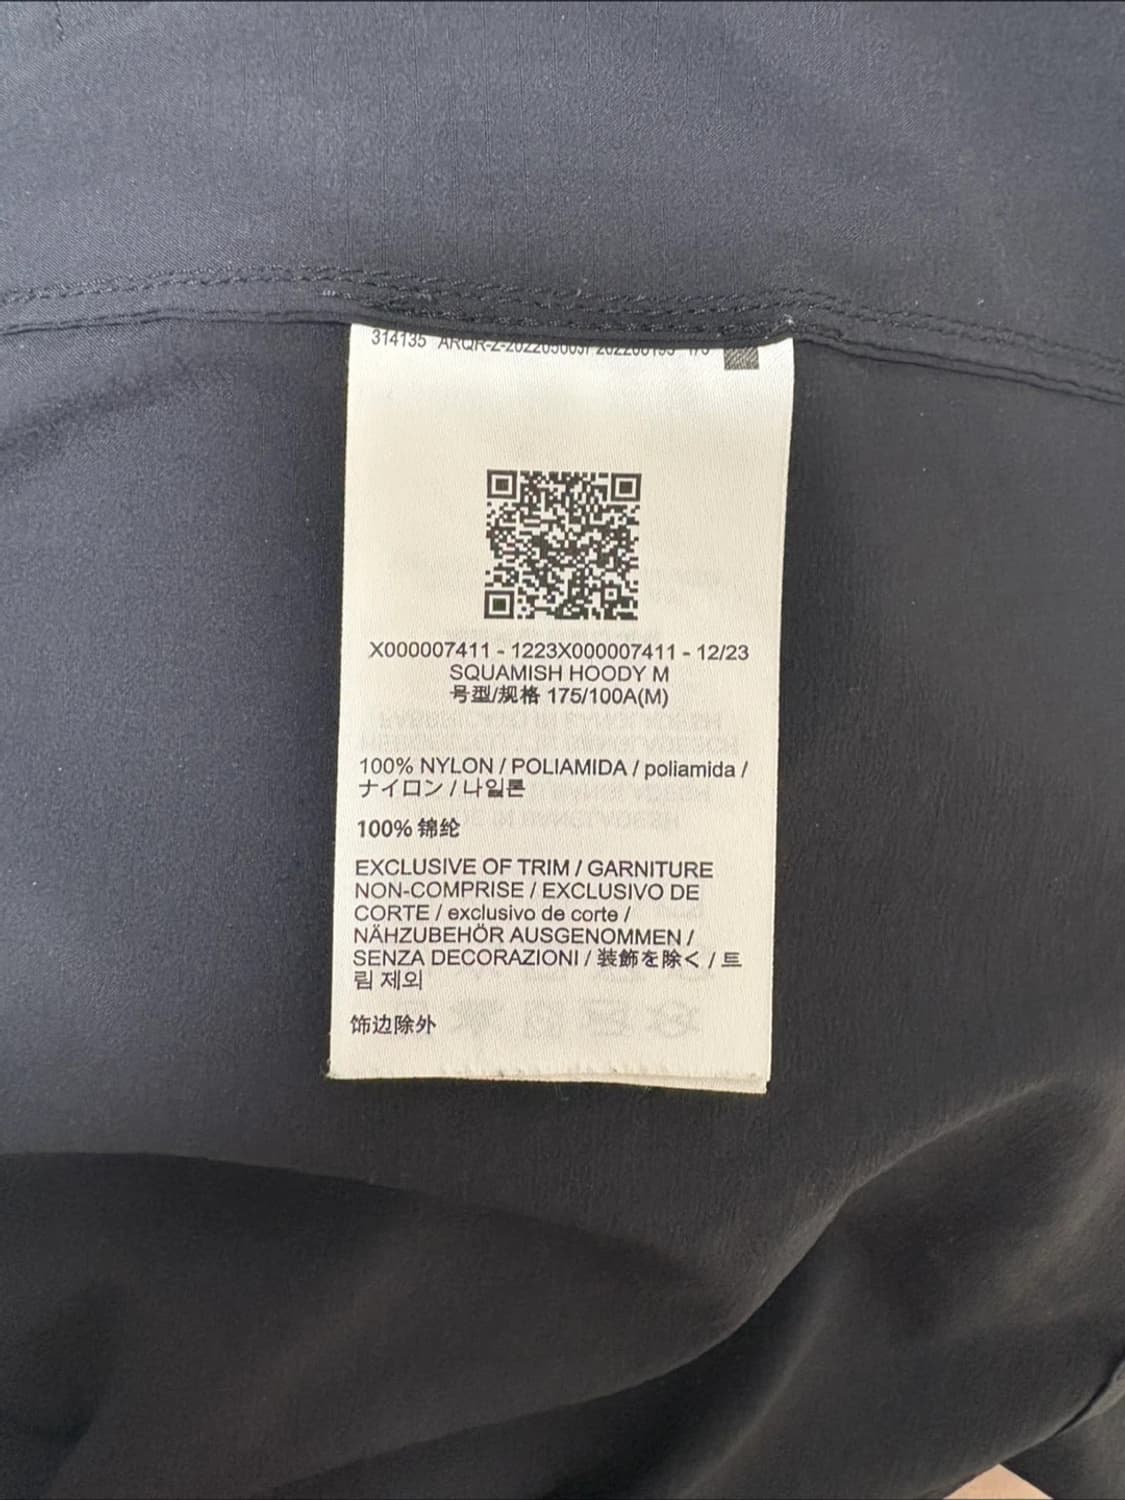 314135
X000007411 - 1223X000007411 - 12/23
SQUAMISH HOODY M
号型/规格 175/100A(M)
100% NYLON / POLIAMIDA / poliamida /
ナイロン / 나일론
100% 锦纶
EXCLUSIVE OF TRIM / GARNITURE
NON-COMPRISE / EXCLUSIVO DE
CORTE / exclusivo de corte /
NÄHZUBEHÖR AUSGENOMMEN /
SENZA DECORAZIONI / 装飾を除く / 트
림 제외
饰边除外